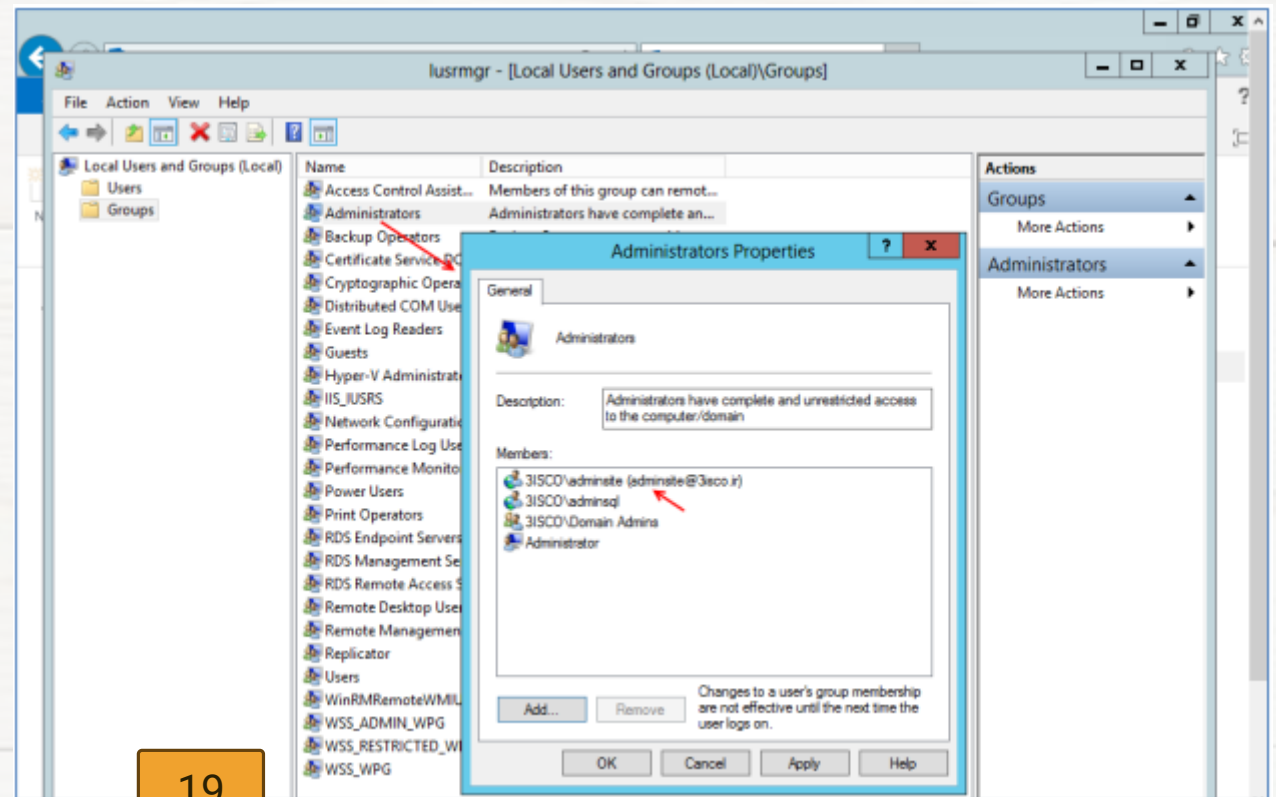 lusrmgr - [Local Users and Groups (Local)\Groups]
File Action View Help
Local Users and Groups (Local)
Users
Groups
Name Description
Access Control Assist... Members of this group can remot...
Administrators Administrators have complete an...
Backup Operators
Certificate Service DC
Cryptographic Opera
Distributed COM Use
Event Log Readers
Guests
Hyper-V Administrat
IIS_IUSRS
Network Configuratio
Performance Log Use
Performance Monito
Power Users
Print Operators
RDS Endpoint Servers
RDS Management Se
RDS Remote Access S
Remote Desktop User
Remote Managemen
Replicator
Users
WinRMRemoteWMIU
WSS_ADMIN_WPG
WSS_RESTRICTED_W
WSS_WPG
Administrators Properties
General
Administrators
Description: Administrators have complete and unrestricted access
to the computer/domain
Members:
3ISCO\adminsite (adminsite@3isco.ir)
3ISCO\adminsql
3ISCO\Domain Admins
Administrator
Add... Remove
Changes to a user's group membership
are not effective until the next time the
user logs on.
OK Cancel Apply Help
Actions
Groups
More Actions
Administrators
More Actions
19